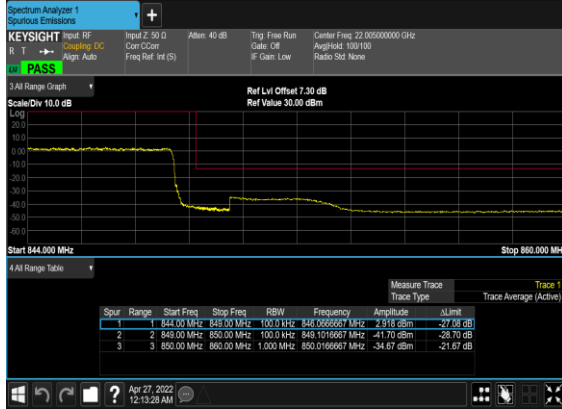 Spectrum Analyzer 1
Spurious Emissions
+
KEYSIGHT Input: RF Input Z: 50 Ω Atten: 40 dB Trig: Free Run Center Freq: 22.005000000 GHz
R T Coupling: DC Corr CCorr Gate: Off Avg|Hold: 100/100
Align: Auto Freq Ref: Int (S) IF Gain: Low Radio Std: None
PASS
3 All Range Graph
Ref Lvl Offset 7.30 dB
Scale/Div 10.0 dB Ref Value 30.00 dBm
Log
20.0
10.0
0.00
-10.0
-20.0
-30.0
-40.0
-50.0
-60.0
Start 844.000 MHz Stop 860.000 MH
4 All Range Table
Measure Trace Trace 1
Trace Type Trace Average (Active)
Spur Range Start Freq Stop Freq RBW Frequency Amplitude ΔLimit
1 1 844.00 MHz 849.00 MHz 100.0 kHz 846.0666667 MHz 2.918 dBm -27.08 dB
2 2 849.00 MHz 850.00 MHz 100.0 kHz 849.1016667 MHz -41.70 dBm -28.70 dB
3 3 850.00 MHz 860.00 MHz 1.000 MHz 850.0166667 MHz -34.67 dBm -21.67 dB
? Apr 27, 2022
12:13:28 AM